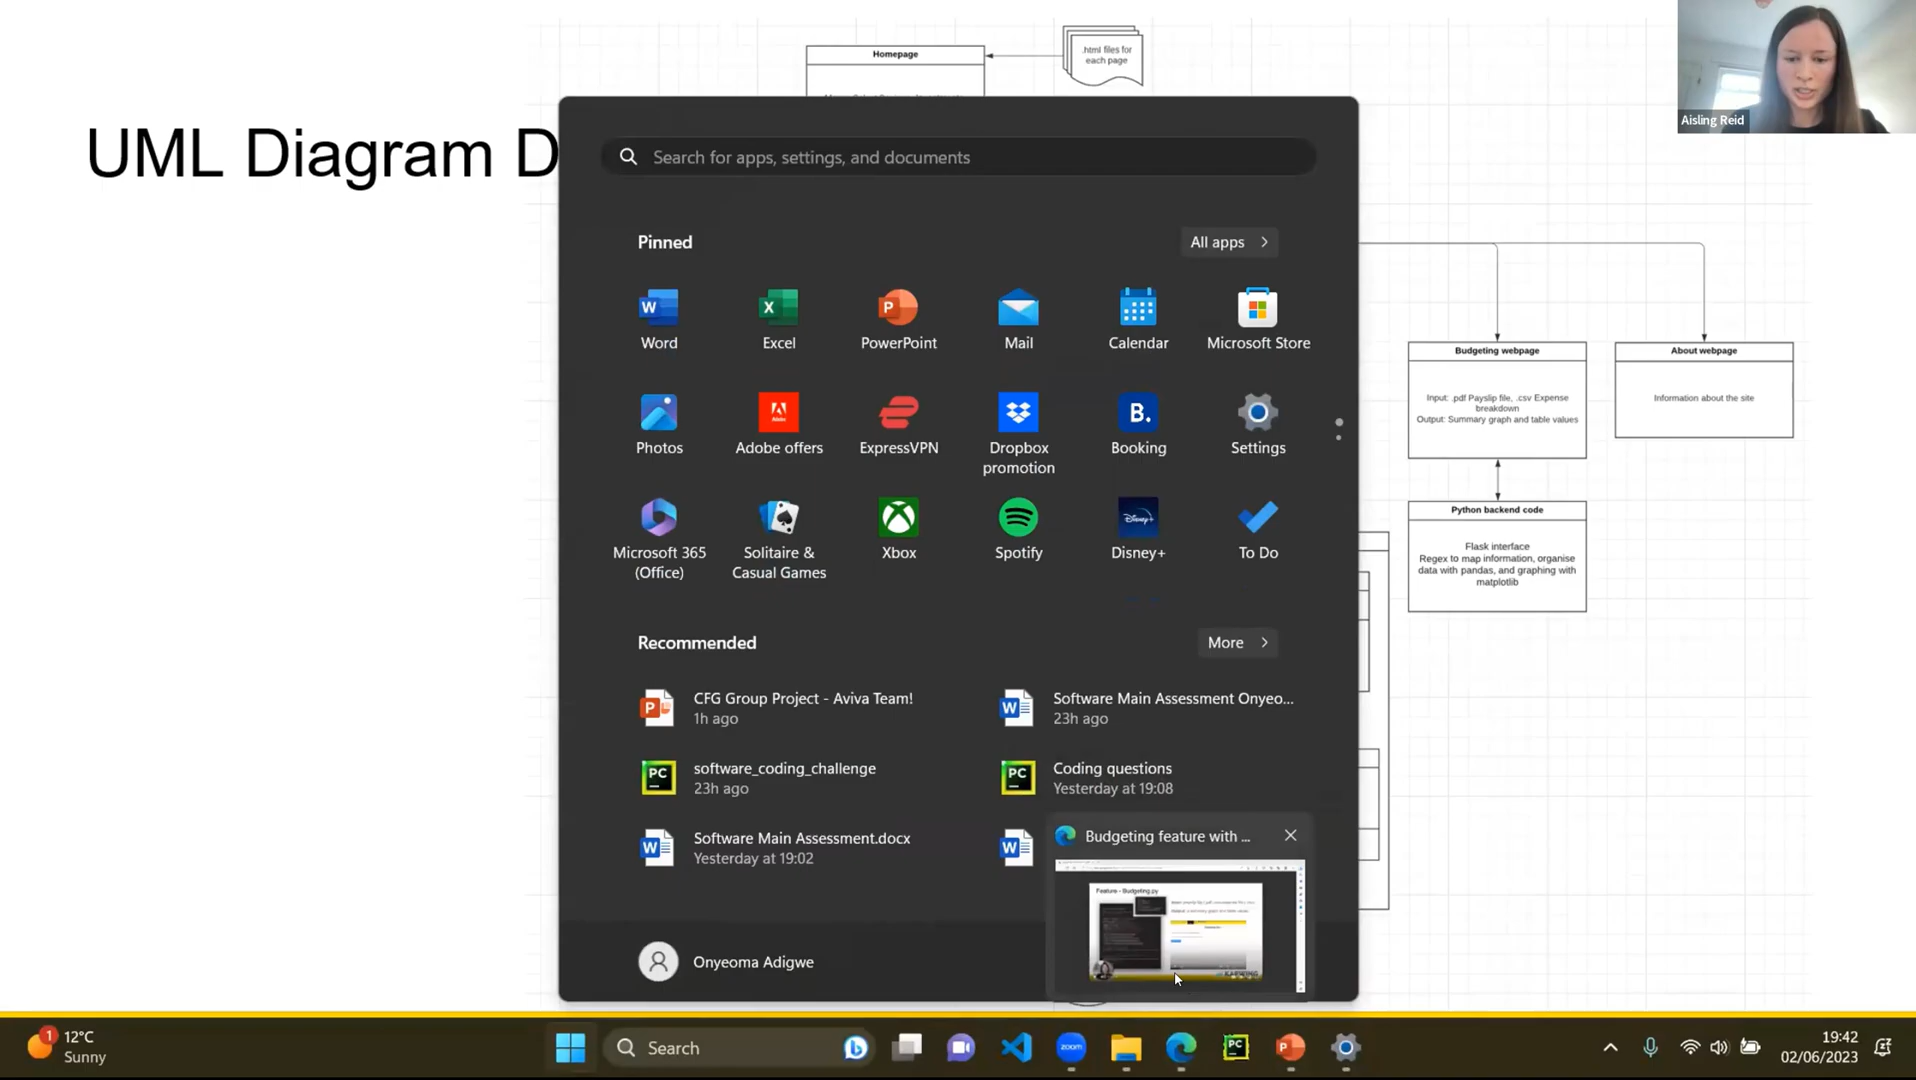 Homepage
.html files for
each page
Aisling Reid
UML Diagram D
Search for apps, settings, and documents
Pinned
All apps
Word
Excel
PowerPoint
Mail
Calendar
Microsoft Store
Photos
Adobe offers
ExpressVPN
Dropbox
promotion
Booking
Settings
Microsoft 365
(Office)
Solitaire &
Casual Games
Xbox
Spotify
Disney+
To Do
Recommended
More
CFG Group Project - Aviva Team!
1h ago
Software Main Assessment Onyeo...
23h ago
software_coding_challenge
23h ago
Coding questions
Yesterday at 19:08
Software Main Assessment.docx
Yesterday at 19:02
Budgeting feature with ...
Feature - Budgeting.py
Onyeoma Adigwe
Budgeting webpage
Input: .pdf Payslip file, .csv Expense
breakdown
Output: Summary graph and table values
About webpage
Information about the site
Python backend code
Flask interface
Regex to map information, organise
data with pandas, and graphing with
matplotlib
1
12°C
Sunny
Search
zoom
19:42
02/06/2023